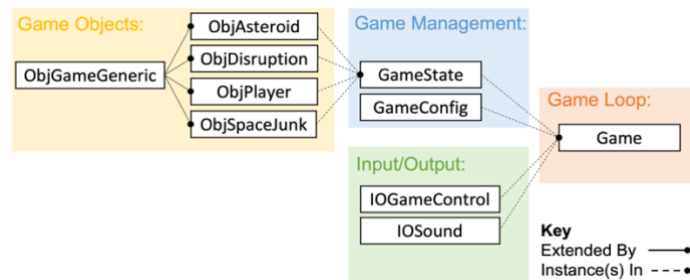 Game Objects:
ObjGameGeneric
ObjAsteroid
ObjDisruption
ObjPlayer
ObjSpaceJunk
Game Management:
GameState
GameConfig
Input/Output:
IOGameControl
IOSound
Game Loop:
Game
Key
Extended By
Instance(s) In